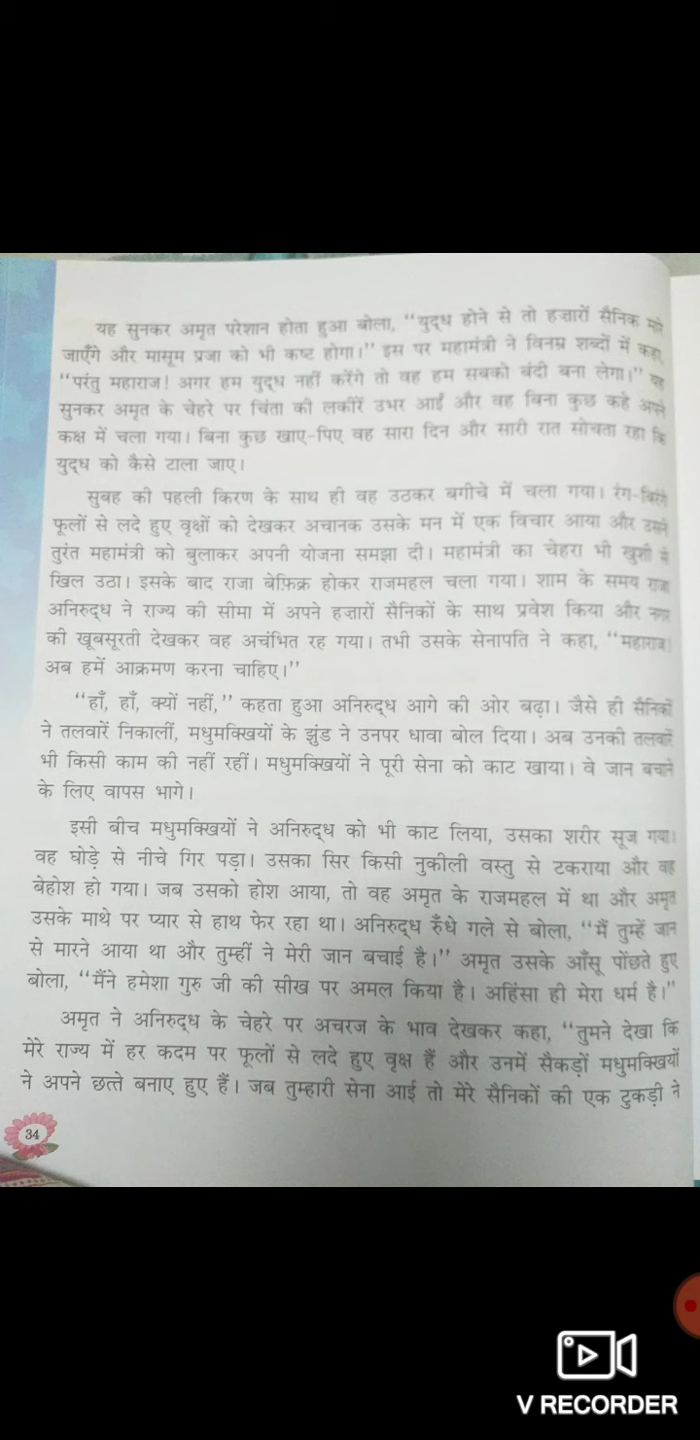 यह सुनकर अमृत परेशान होता हुआ बोला, "युद्ध होने से तो हज़ारों सैनिक मारे
जाएँगे और मासूम प्रजा को भी कष्ट होगा।" इस पर महामंत्री ने विनम्र शब्दों में कहा,
"परंतु महाराज! अगर हम युद्ध नहीं करेंगे तो वह हम सबको बंदी बना लेगा।" यह
सुनकर अमृत के चेहरे पर चिंता की लकीरें उभर आईं और वह बिना कुछ कहे अपने
कक्ष में चला गया। बिना कुछ खाए-पिए वह सारा दिन और सारी रात सोचता रहा कि
युद्ध को कैसे टाला जाए।
सुबह की पहली किरण के साथ ही वह उठकर बगीचे में चला गया। रंग-बिरंगे
फूलों से लदे हुए वृक्षों को देखकर अचानक उसके मन में एक विचार आया और उसने
तुरंत महामंत्री को बुलाकर अपनी योजना समझा दी। महामंत्री का चेहरा भी खुशी से
खिल उठा। इसके बाद राजा बेफ़िक्र होकर राजमहल चला गया। शाम के समय राजा
अनिरुद्ध ने राज्य की सीमा में अपने हज़ारों सैनिकों के साथ प्रवेश किया और नगर
की खूबसूरती देखकर वह अचंभित रह गया। तभी उसके सेनापति ने कहा, "महाराज!
अब हमें आक्रमण करना चाहिए।"
"हाँ, हाँ, क्यों नहीं," कहता हुआ अनिरुद्ध आगे की ओर बढ़ा। जैसे ही सैनिकों
ने तलवारें निकालीं, मधुमक्खियों के झुंड ने उनपर धावा बोल दिया। अब उनकी तलवारें
भी किसी काम की नहीं रहीं। मधुमक्खियों ने पूरी सेना को काट खाया। वे जान बचाने
के लिए वापस भागे।
इसी बीच मधुमक्खियों ने अनिरुद्ध को भी काट लिया, उसका शरीर सूज गया।
वह घोड़े से नीचे गिर पड़ा। उसका सिर किसी नुकीली वस्तु से टकराया और वह
बेहोश हो गया। जब उसको होश आया, तो वह अमृत के राजमहल में था और अमृत
उसके माथे पर प्यार से हाथ फेर रहा था। अनिरुद्ध रुँधे गले से बोला, "मैं तुम्हें जान
से मारने आया था और तुम्हीं ने मेरी जान बचाई है।" अमृत उसके आँसू पोंछते हुए
बोला, "मैंने हमेशा गुरु जी की सीख पर अमल किया है। अहिंसा ही मेरा धर्म है।"
अमृत ने अनिरुद्ध के चेहरे पर अचरज के भाव देखकर कहा, "तुमने देखा कि
मेरे राज्य में हर कदम पर फूलों से लदे हुए वृक्ष हैं और उनमें सैकड़ों मधुमक्खियों
ने अपने छत्ते बनाए हुए हैं। जब तुम्हारी सेना आई तो मेरे सैनिकों की एक टुकड़ी ने
34
V RECORDER